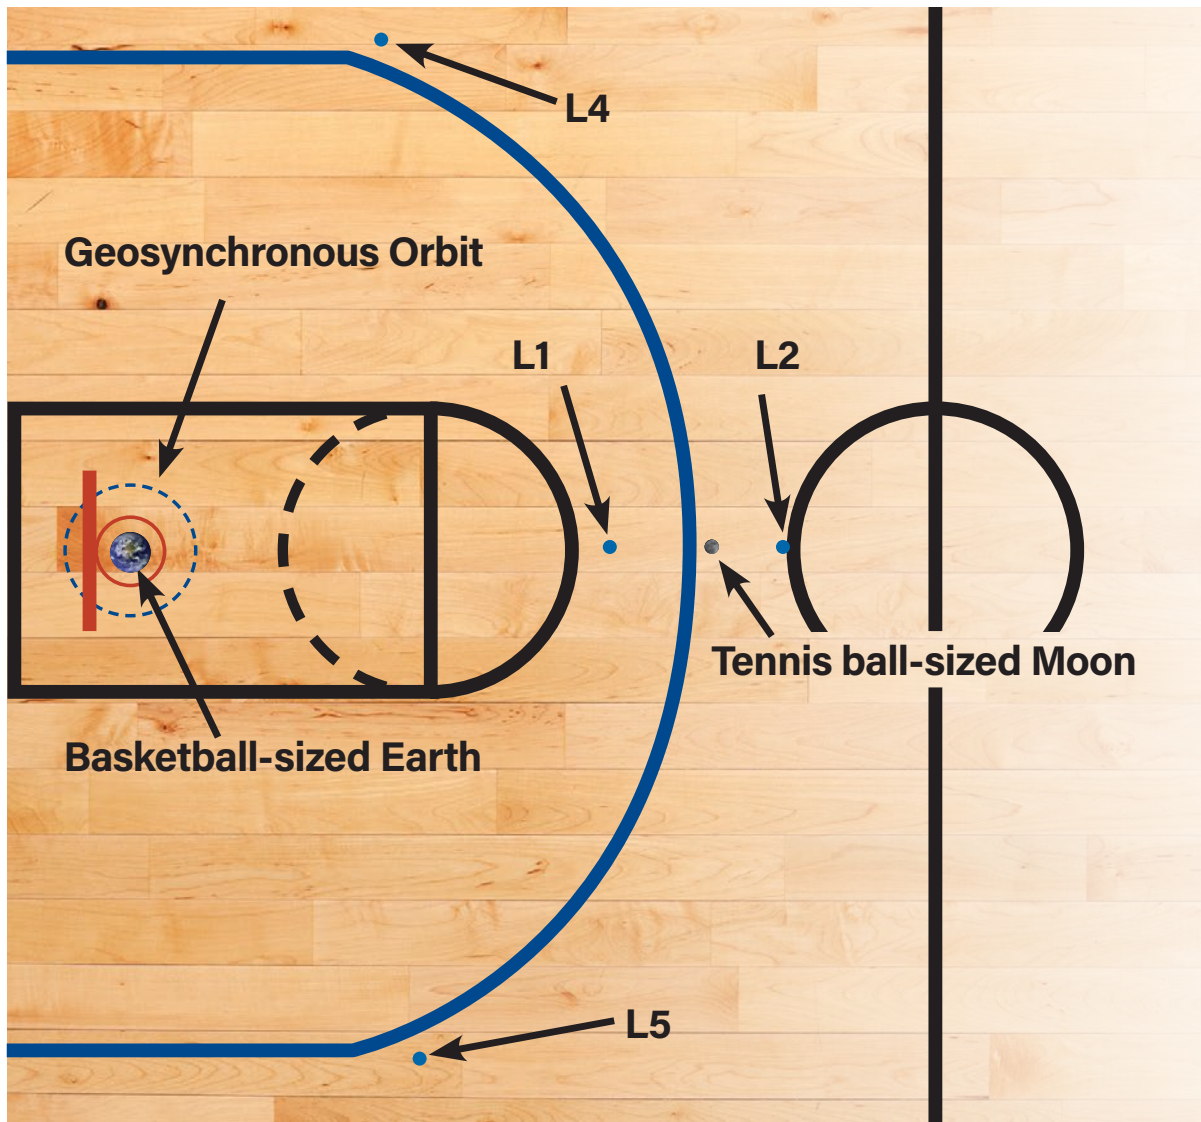 L4
Geosynchronous Orbit
L1
L2
Tennis ball-sized Moon
Basketball-sized Earth
L5